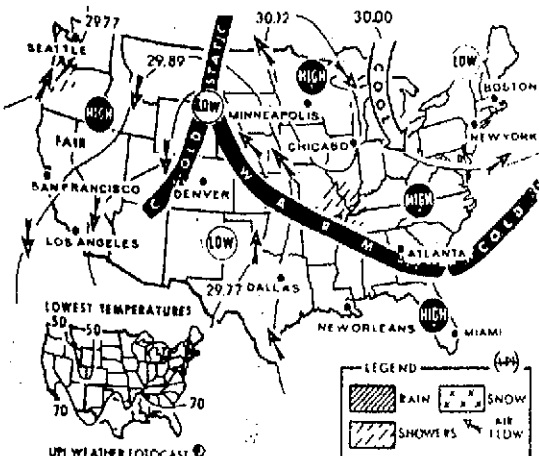 29.77
30.12
30.00
SEATTLE
29.89
STATIC
HIGH
LOW
COOL
BOSTON
HIGH
LOW
MINNEAPOLIS
NEW YORK
FAIR
CHICAGO
COLD
WARM
SAN FRANCISCO
DENVER
HIGH
LOS ANGELES
LOW
ATLANTA
COLD
29.77
DALLAS
HIGH
NEW ORLEANS
MIAMI
LOWEST TEMPERATURES
50
50
70
70
UPI WEATHER FOTOCAST
LEGEND
UPI
RAIN
SNOW
SHOWERS
AIR FLOW